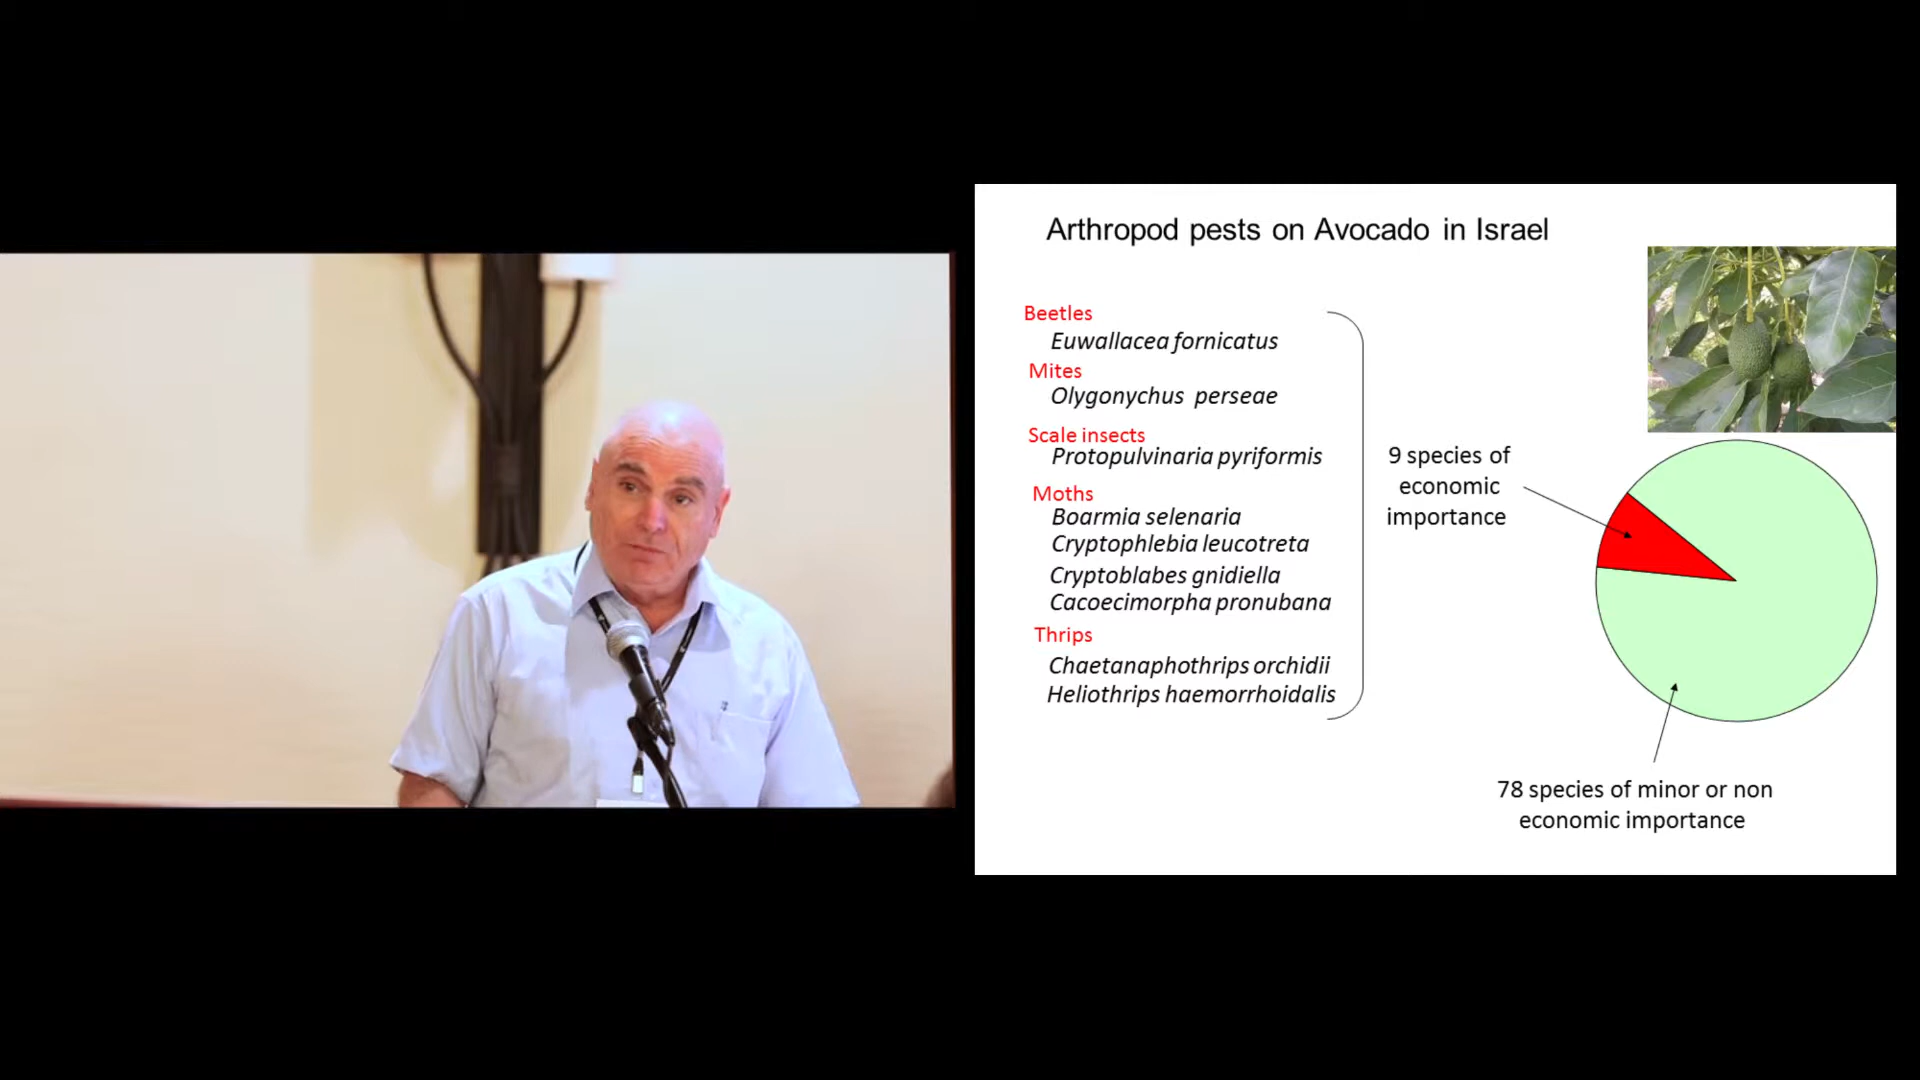 Arthropod pests on Avocado in Israel
Beetles
Euwallacea fornicatus
Mites
Olygonychus perseae
Scale insects
Protopulvinaria pyriformis
Moths
Boarmia selenaria
Cryptophlebia leucotreta
Cryptoblabes gnidiella
Cacoecimorpha pronubana
Thrips
Chaetanaphothrips orchidii
Heliothrips haemorrhoidalis
9 species of
economic
importance
78 species of minor or non
economic importance